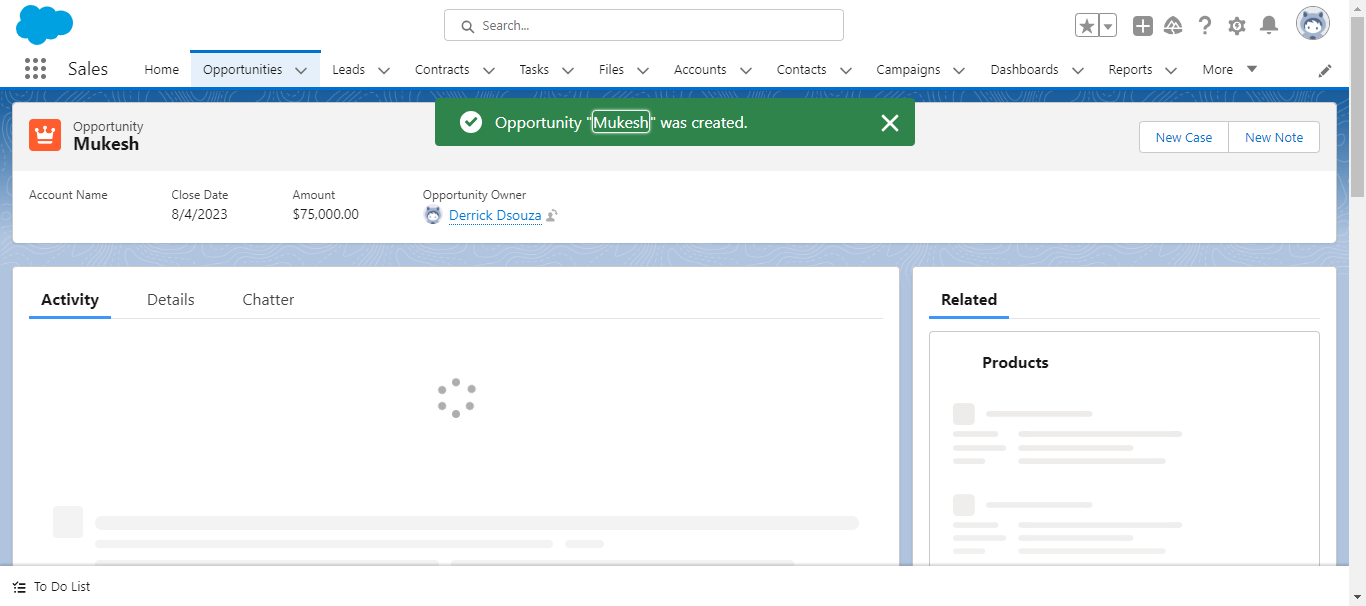 Search...
Sales
Home
Opportunities
Leads
Contracts
Tasks
Files
Accounts
Contacts
Campaigns
Dashboards
Reports
More
Opportunity "Mukesh" was created.
Opportunity
Mukesh
New Case
New Note
Account Name
Close Date
8/4/2023
Amount
$75,000.00
Opportunity Owner
Derrick Dsouza
Activity
Details
Chatter
Related
Products
To Do List